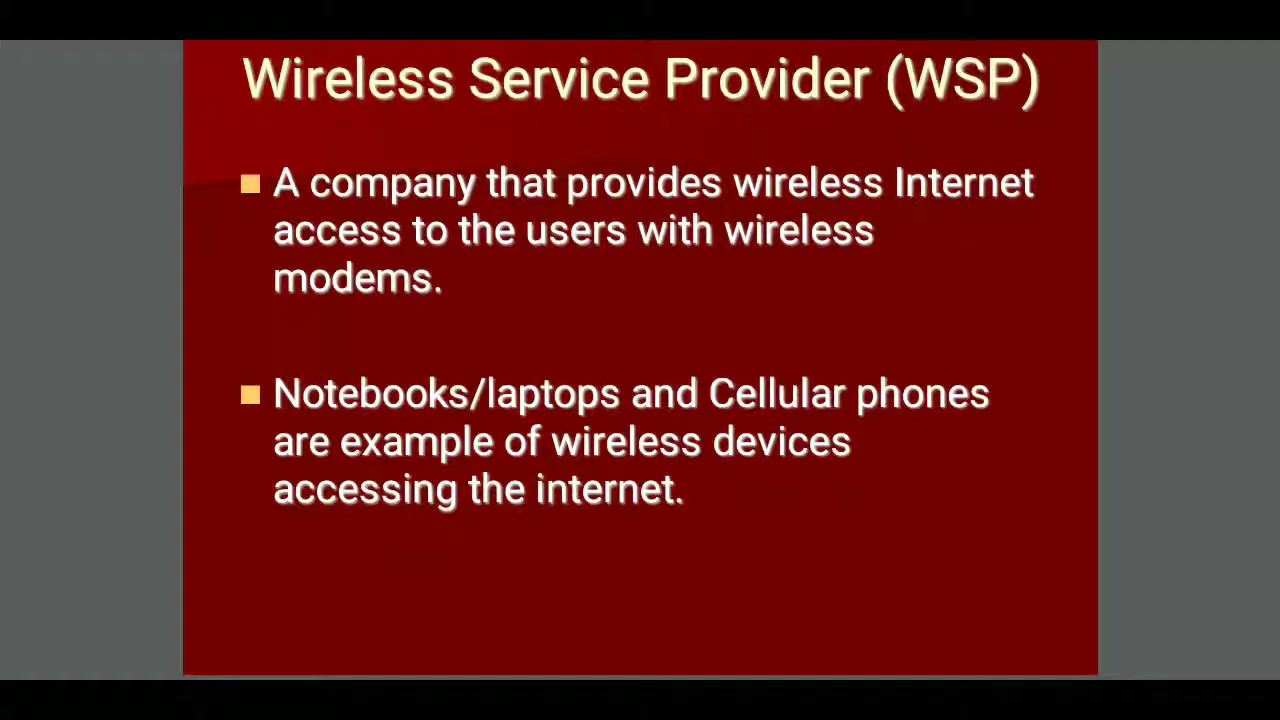 Wireless Service Provider (WSP)
A company that provides wireless Internet
access to the users with wireless
modems.
Notebooks/laptops and Cellular phones
are example of wireless devices
accessing the internet.